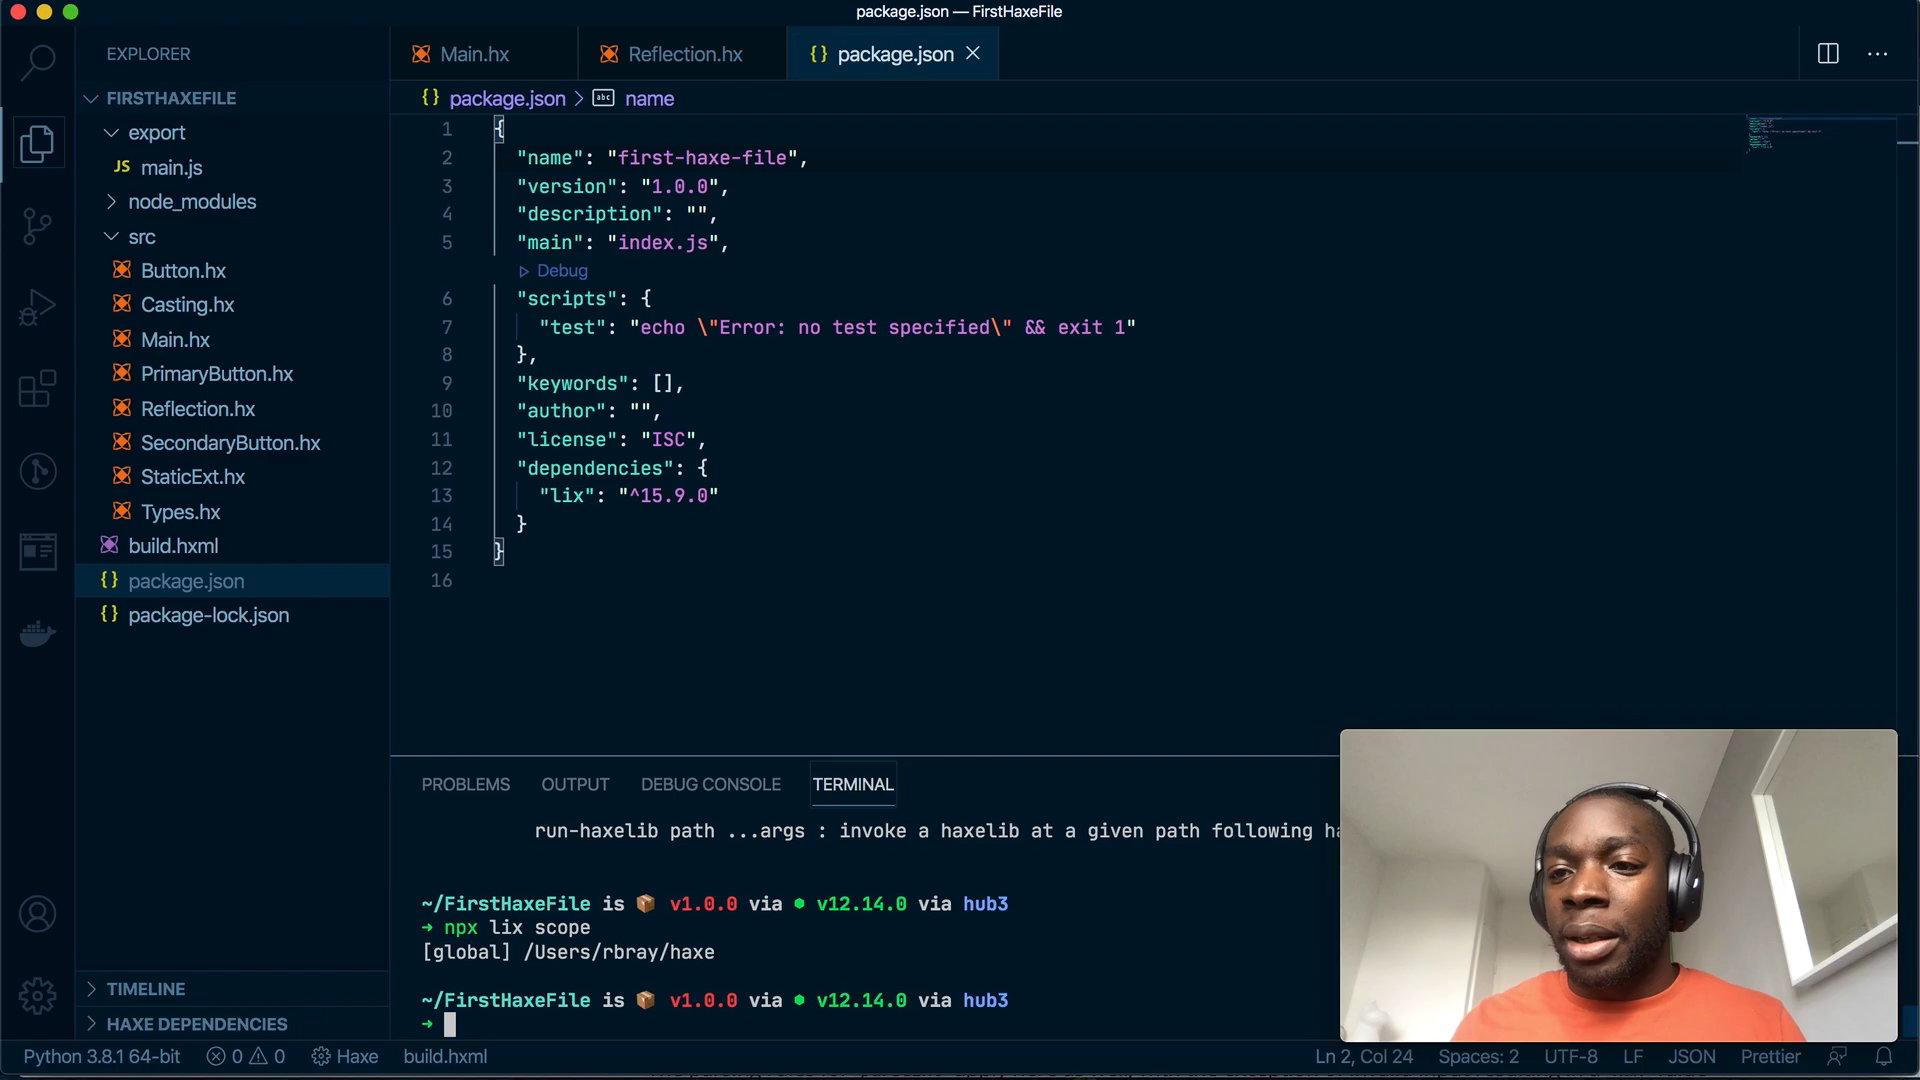 package.json — FirstHaxeFile
EXPLORER
FIRSTHAXEFILE
export
JS main.js
node_modules
src
Button.hx
Casting.hx
Main.hx
PrimaryButton.hx
Reflection.hx
SecondaryButton.hx
StaticExt.hx
Types.hx
build.hxml
{} package.json
{} package-lock.json
TIMELINE
HAXE DEPENDENCIES
Main.hx
Reflection.hx
{} package.json
{} package.json > abc name
1 {
2 "name": "first-haxe-file",
3 "version": "1.0.0",
4 "description": "",
5 "main": "index.js",
Debug
6 "scripts": {
7 "test": "echo \"Error: no test specified\" && exit 1"
8 },
9 "keywords": [],
10 "author": "",
11 "license": "ISC",
12 "dependencies": {
13 "lix": "^15.9.0"
14 }
15 }
16
PROBLEMS OUTPUT DEBUG CONSOLE TERMINAL
run-haxelib path ...args : invoke a haxelib at a given path following
~/FirstHaxeFile is 📦 v1.0.0 via ● v12.14.0 via hub3
➜ npx lix scope
[global] /Users/rbray/haxe
~/FirstHaxeFile is 📦 v1.0.0 via ● v12.14.0 via hub3
➜
Python 3.8.1 64-bit 0 0 Haxe build.hxml Ln 2, Col 24 Spaces: 2 UTF-8 LF JSON Prettier